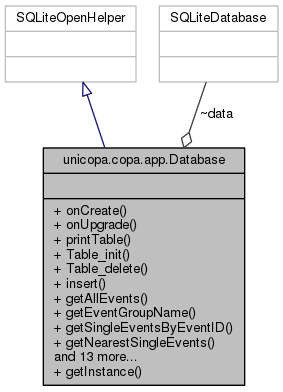 SQLiteOpenHelper
SQLiteDatabase
~data
unicopa.copa.app.Database
+ onCreate()
+ onUpgrade()
+ printTable()
+ Table_init()
+ Table_delete()
+ insert()
+ getAllEvents()
+ getEventGroupName()
+ getSingleEventsByEventID()
+ getNearestSingleEvents()
and 13 more...
+ getInstance()